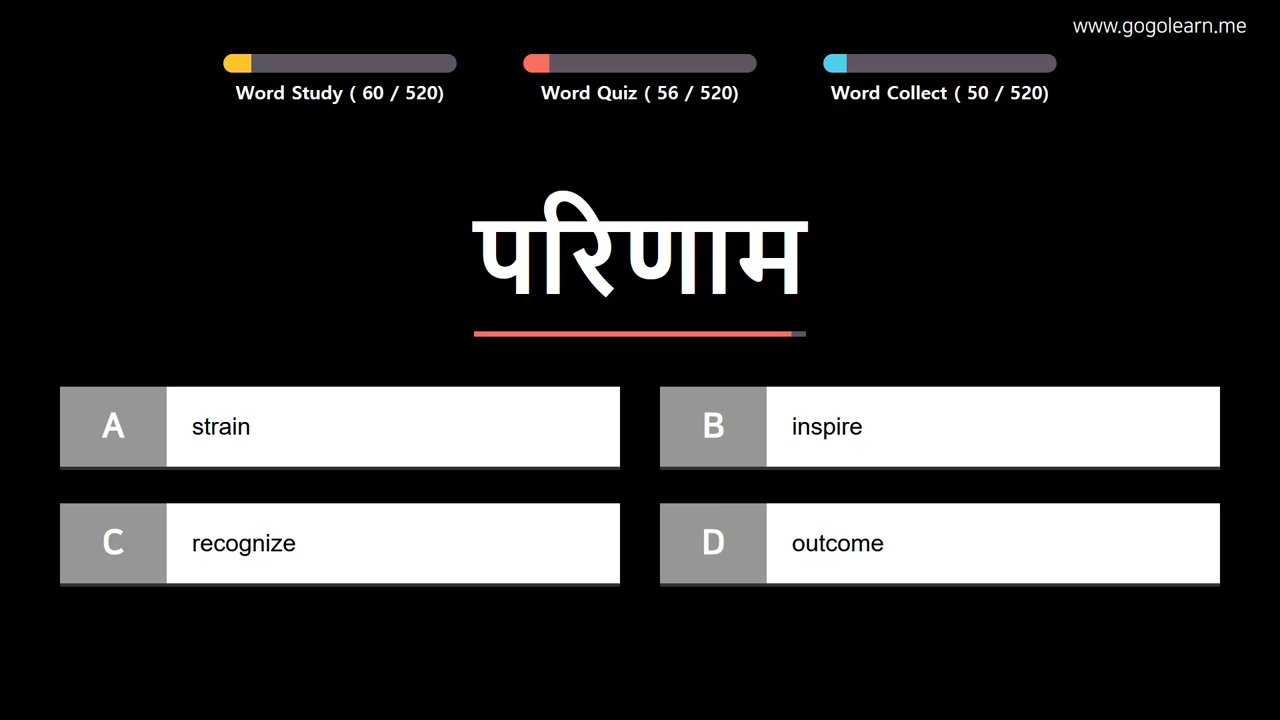 www.gogolearn.me
Word Study ( 60 / 520)
Word Quiz ( 56 / 520)
Word Collect ( 50 / 520)
परिणाम
A strain
B inspire
C recognize
D outcome